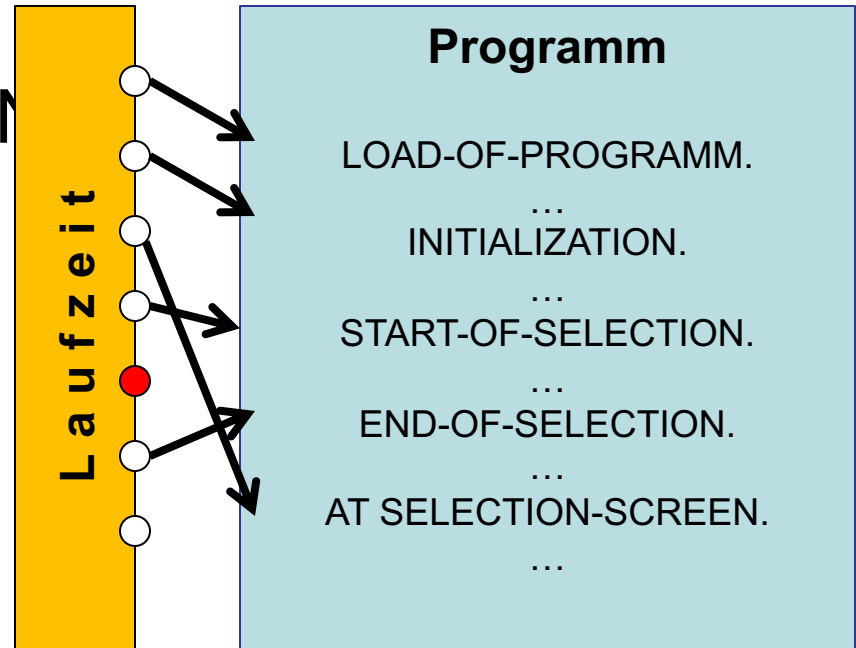 Laufzeit
Programm
LOAD-OF-PROGRAMM.
…
INITIALIZATION.
…
START-OF-SELECTION.
…
END-OF-SELECTION.
…
AT SELECTION-SCREEN.
…